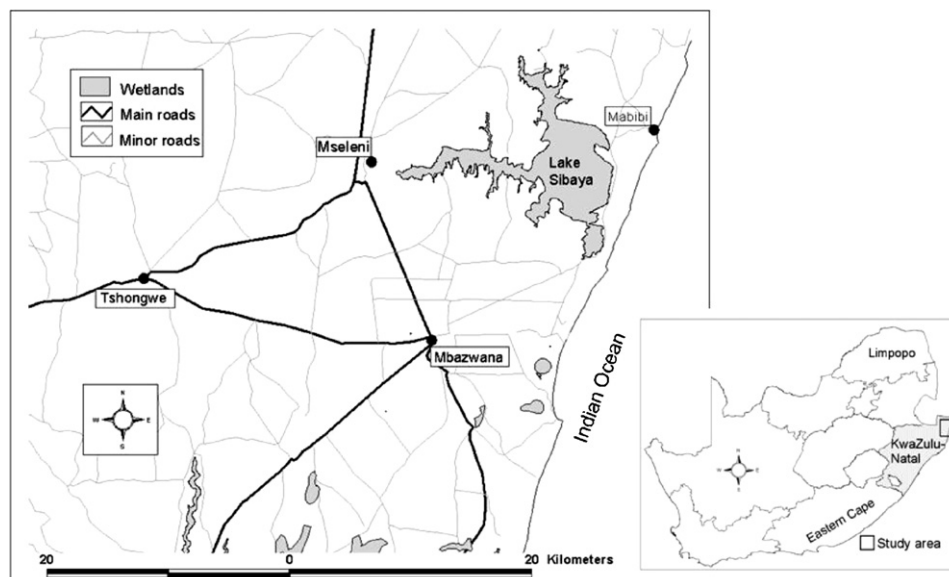 Wetlands
Main roads
Minor roads
Mseleni
Mabibi
Lake
Sibaya
Tshongwe
Mbazwana
Indian Ocean
N
W
E
S
20
0
20
Kilometers
Limpopo
KwaZulu-
Natal
N
Eastern Cape
Study area